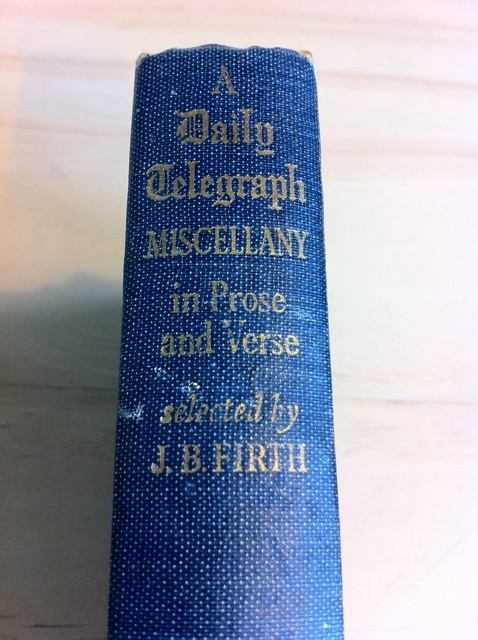 A
Daily
Telegraph
MISCELLANY
in Prose
and Verse
selected by
J. B. FIRTH